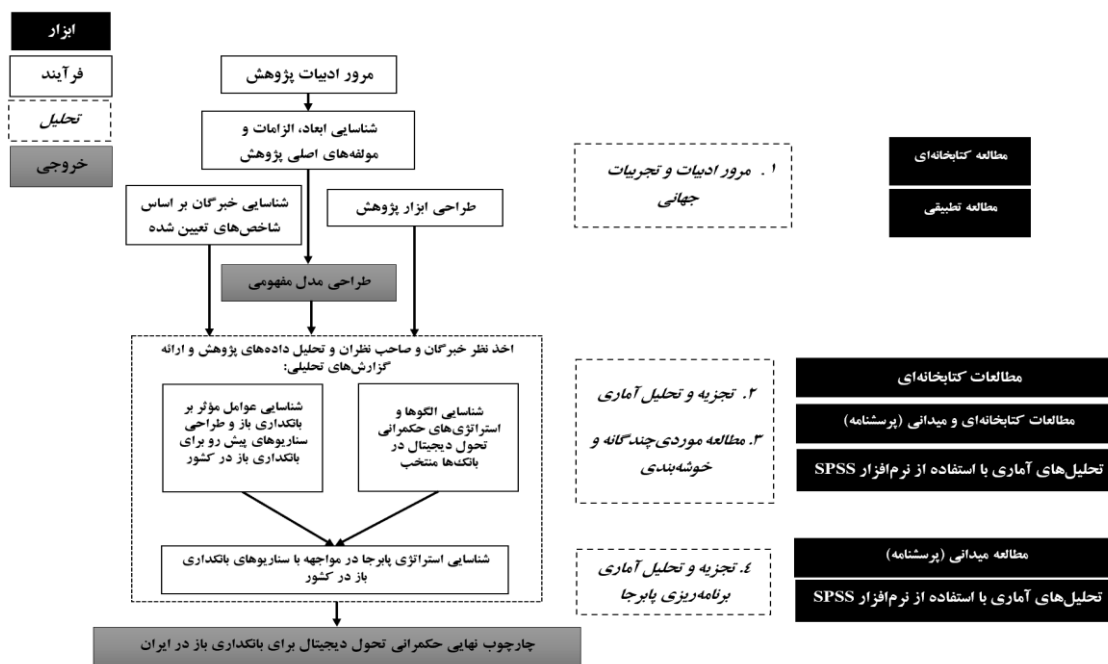 ابزار
فرآیند
تحلیل
خروجی
مرور ادبیات پژوهش
شناسایی ابعاد، الزامات و
مولفه‌های اصلی پژوهش
شناسایی خبرگان بر اساس
شاخص‌های تعیین شده
طراحی ابزار پژوهش
طراحی مدل مفهومی
۱. مرور ادبیات و تجربیات
جهانی
مطالعه کتابخانه‌ای
مطالعه تطبیقی
اخذ نظر خبرگان و صاحب نظران و تحلیل داده‌های پژوهش و ارائه
گزارش‌های تحلیلی:
شناسایی الگوها و
استراتژی‌های حکمرانی
تحول دیجیتال در
بانک‌ها منتخب
شناسایی عوامل مؤثر بر
بانکداری باز و طراحی
سناریوهای پیش رو برای
بانکداری باز در کشور
۲. تجزیه و تحلیل آماری
۳. مطالعه موردی‌چندگانه و
خوشه‌بندی
مطالعات کتابخانه‌ای
مطالعات کتابخانه‌ای و میدانی (پرسشنامه)
تحلیل‌های آماری با استفاده از نرم‌افزار SPSS
شناسایی استراتژی پابرجا در مواجهه با سناریوهای بانکداری
باز در کشور
٤. تجزیه و تحلیل آماری
برنامه‌ریزی پابرجا
مطالعه میدانی (پرسشنامه)
تحلیل‌های آماری با استفاده از نرم‌افزار SPSS
چارچوب نهایی حکمرانی تحول دیجیتال برای بانکداری باز در ایران